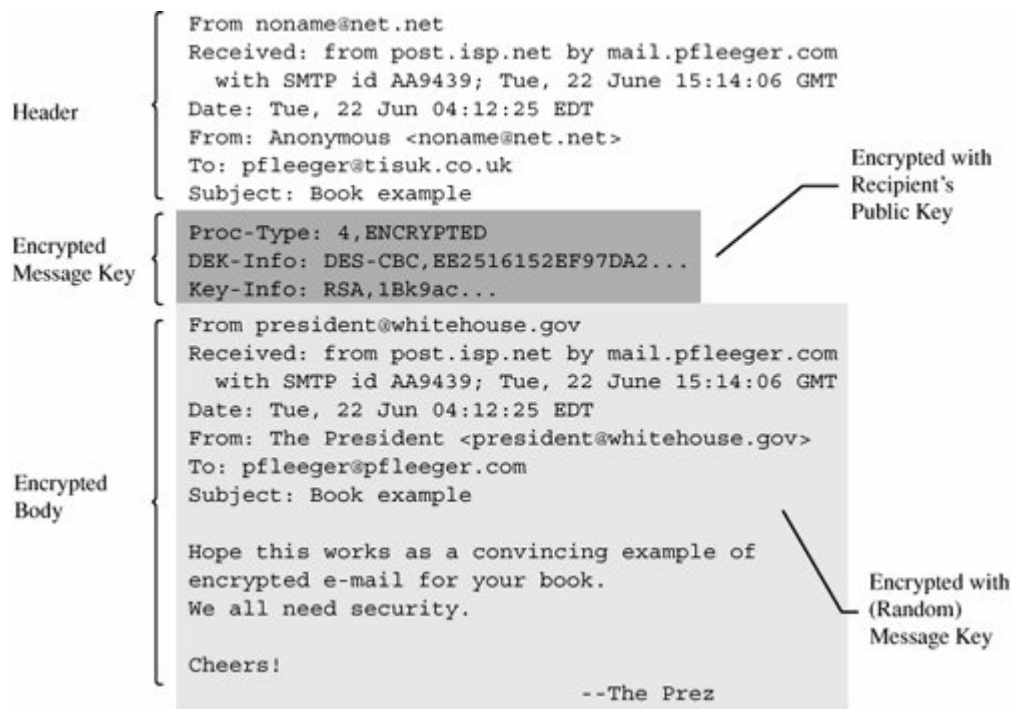 From noname@net.net
Received: from post.isp.net by mail.pfleeger.com
with SMTP id AA9439; Tue, 22 June 15:14:06 GMT
Header
Date: Tue, 22 Jun 04:12:25 EDT
From: Anonymous <noname@net.net>
To: pfleeger@tisuk.co.uk
Subject: Book example
Encrypted with
Recipient's
Public Key
Encrypted
Message Key
Proc-Type: 4,ENCRYPTED
DEK-Info: DES-CBC,EE2516152EF97DA2...
Key-Info: RSA,1Bk9ac...
From president@whitehouse.gov
Received: from post.isp.net by mail.pfleeger.com
with SMTP id AA9439; Tue, 22 June 15:14:06 GMT
Date: Tue, 22 Jun 04:12:25 EDT
From: The President <president@whitehouse.gov>
To: pfleeger@pfleeger.com
Subject: Book example
Encrypted
Body
Hope this works as a convincing example of
encrypted e-mail for your book.
We all need security.
Encrypted with
(Random)
Message Key
Cheers!
--The Prez